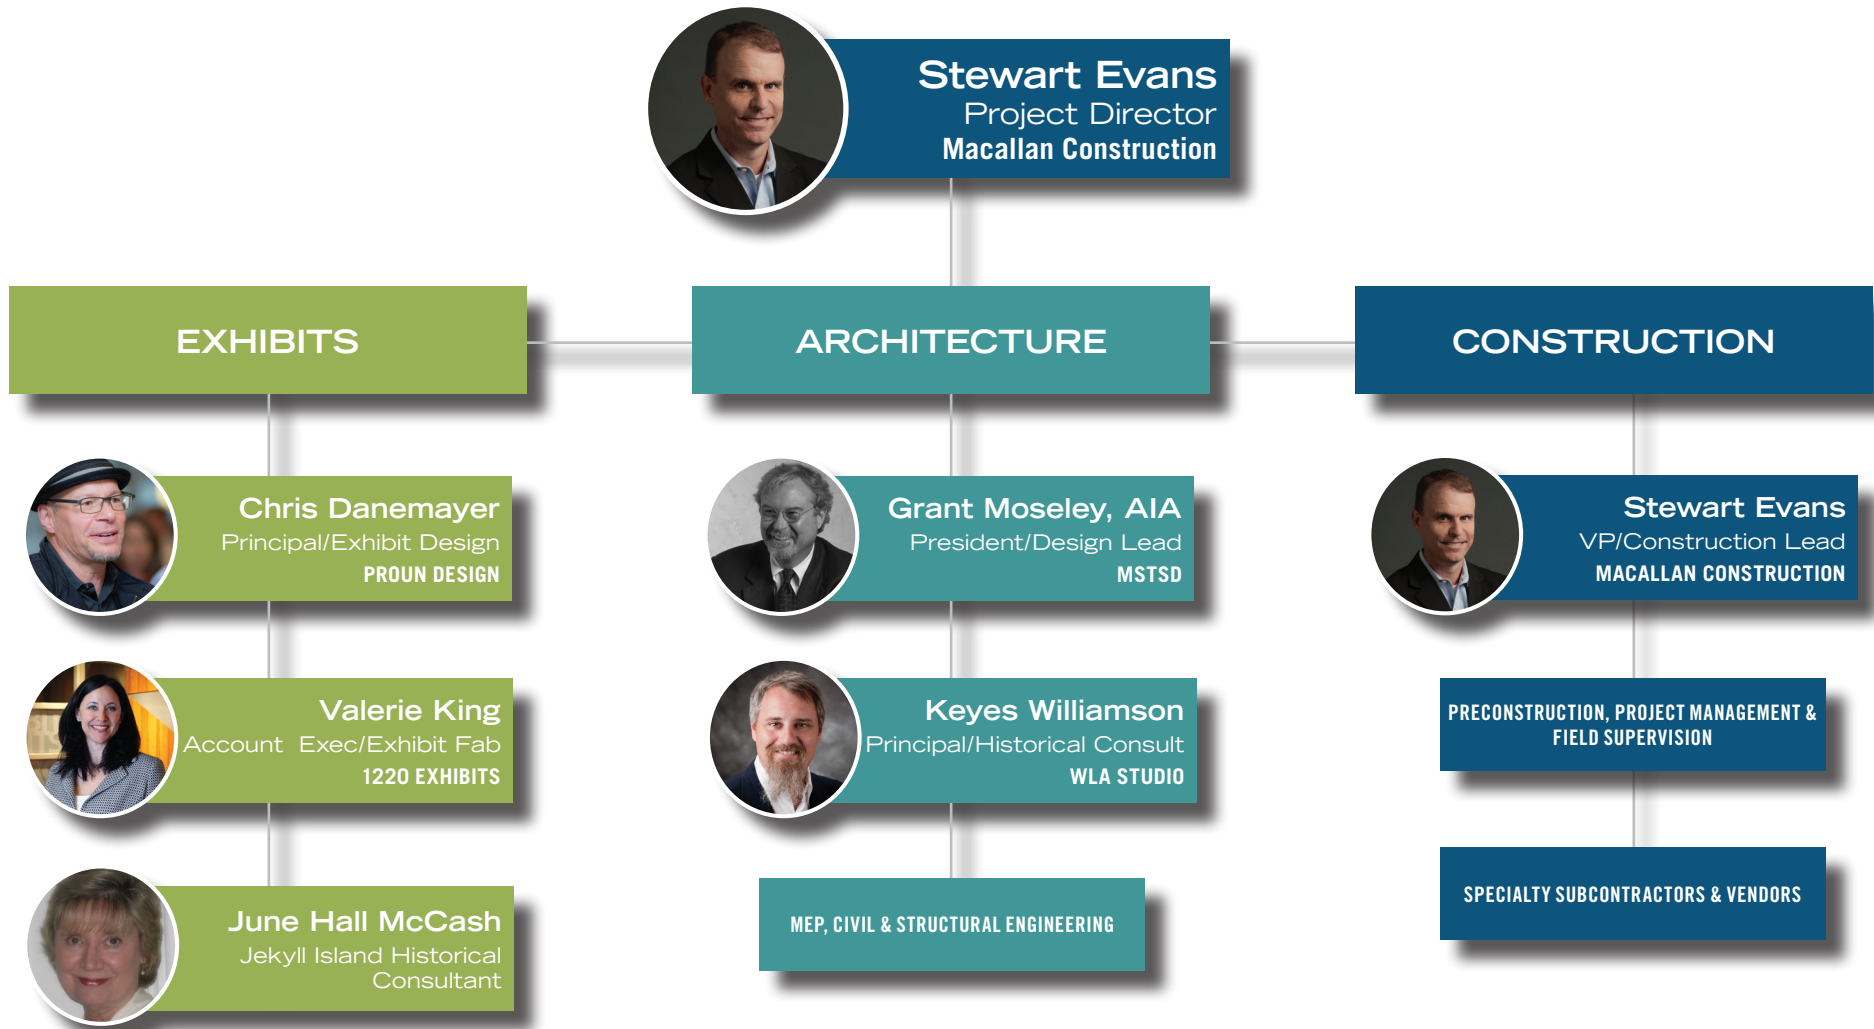 Stewart Evans
Project Director
Macallan Construction
EXHIBITS
ARCHITECTURE
CONSTRUCTION
Chris Danemayer
Principal/Exhibit Design
PROUN DESIGN
Grant Moseley, AIA
President/Design Lead
MSTSD
Stewart Evans
VP/Construction Lead
MACALLAN CONSTRUCTION
Valerie King
Account Exec/Exhibit Fab
1220 EXHIBITS
Keyes Williamson
Principal/Historical Consult
WLA STUDIO
PRECONSTRUCTION, PROJECT MANAGEMENT &
FIELD SUPERVISION
June Hall McCash
Jekyll Island Historical
Consultant
MEP, CIVIL & STRUCTURAL ENGINEERING
SPECIALTY SUBCONTRACTORS & VENDORS